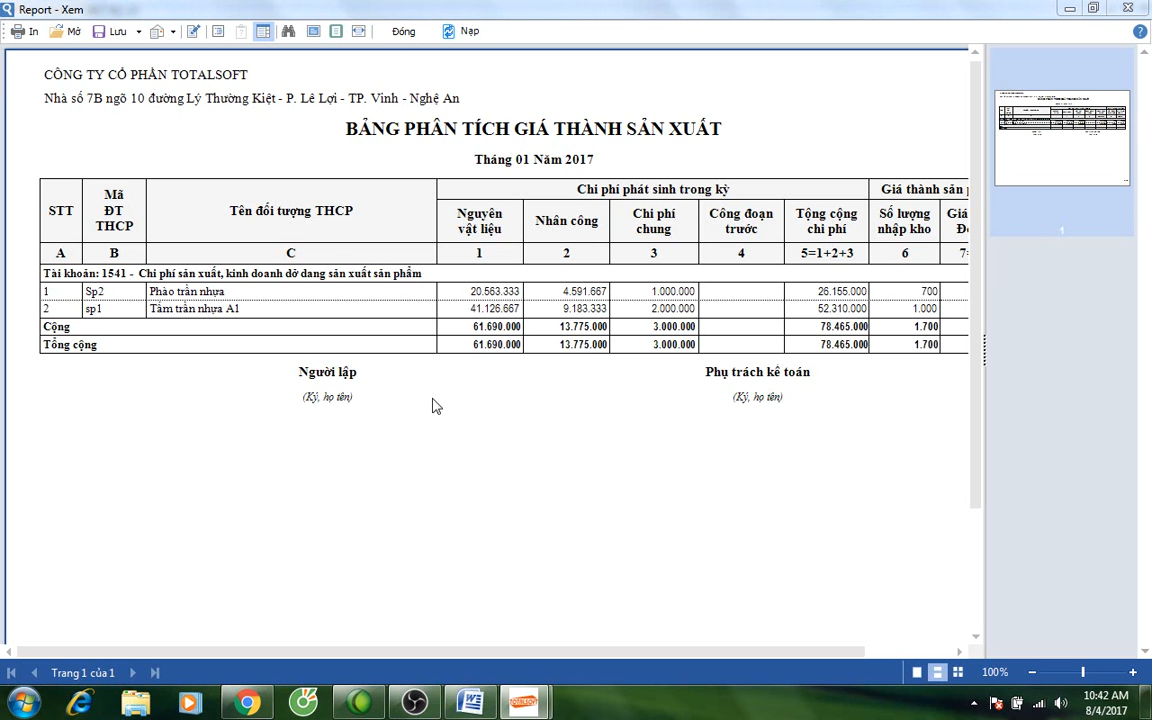 Report - Xem
In Mở Lưu Đóng Nạp
CÔNG TY CỔ PHẦN TOTALSOFT
Nhà số 7B ngõ 10 đường Lý Thường Kiệt - P. Lê Lợi - TP. Vinh - Nghệ An
BẢNG PHÂN TÍCH GIÁ THÀNH SẢN XUẤT
Tháng 01 Năm 2017
STT Mã ĐT THCP Tên đối tượng THCP Chi phí phát sinh trong kỳ Giá thành sản
Nguyên vật liệu Nhân công Chi phí chung Công đoạn trước Tộng cộng chi phí Số lượng nhập kho Giá
A B C 1 2 3 4 5=1+2+3 6 7=
Tài khoản: 1541 - Chi phí sản xuất, kinh doanh dở dang sản xuất sản phẩm
1 Sp2 Phào trần nhựa 20.563.333 4.591.667 1.000.000 26.155.000 700
2 sp1 Tấm trần nhựa A1 41.126.667 9.183.333 2.000.000 52.310.000 1.000
Cộng 61.690.000 13.775.000 3.000.000 78.465.000 1.700
Tổng cộng 61.690.000 13.775.000 3.000.000 78.465.000 1.700
Người lập Phụ trách kế toán
(Ký, họ tên) (Ký, họ tên)
1
Trang 1 của 1 100%
TOTALSOFT
10:42 AM
8/4/2017